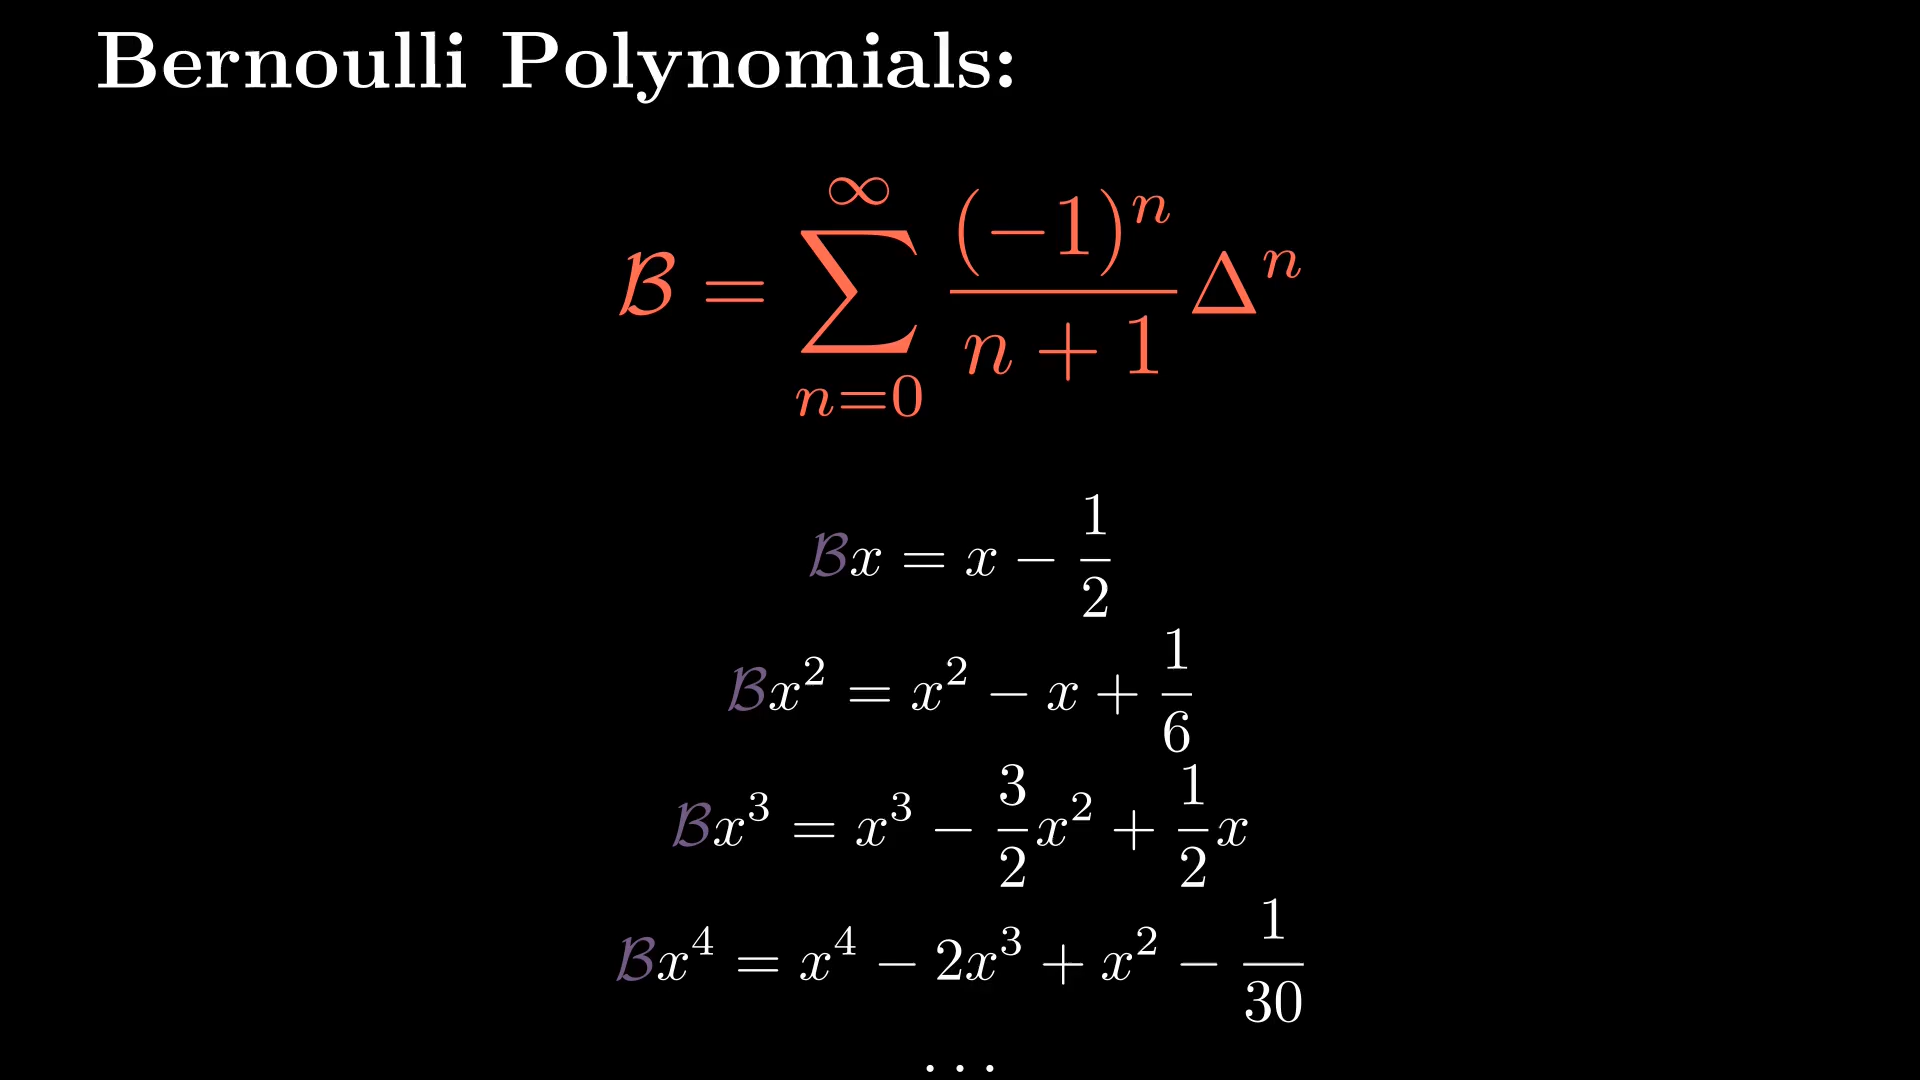 Bernoulli Polynomials:
$\mathcal{B} = \sum_{n=0}^{\infty} \frac{(-1)^n}{n+1} \Delta^n$
$\mathcal{B}x = x - \frac{1}{2}$
$\mathcal{B}x^2 = x^2 - x + \frac{1}{6}$
$\mathcal{B}x^3 = x^3 - \frac{3}{2}x^2 + \frac{1}{2}x$
$\mathcal{B}x^4 = x^4 - 2x^3 + x^2 - \frac{1}{30}$
...